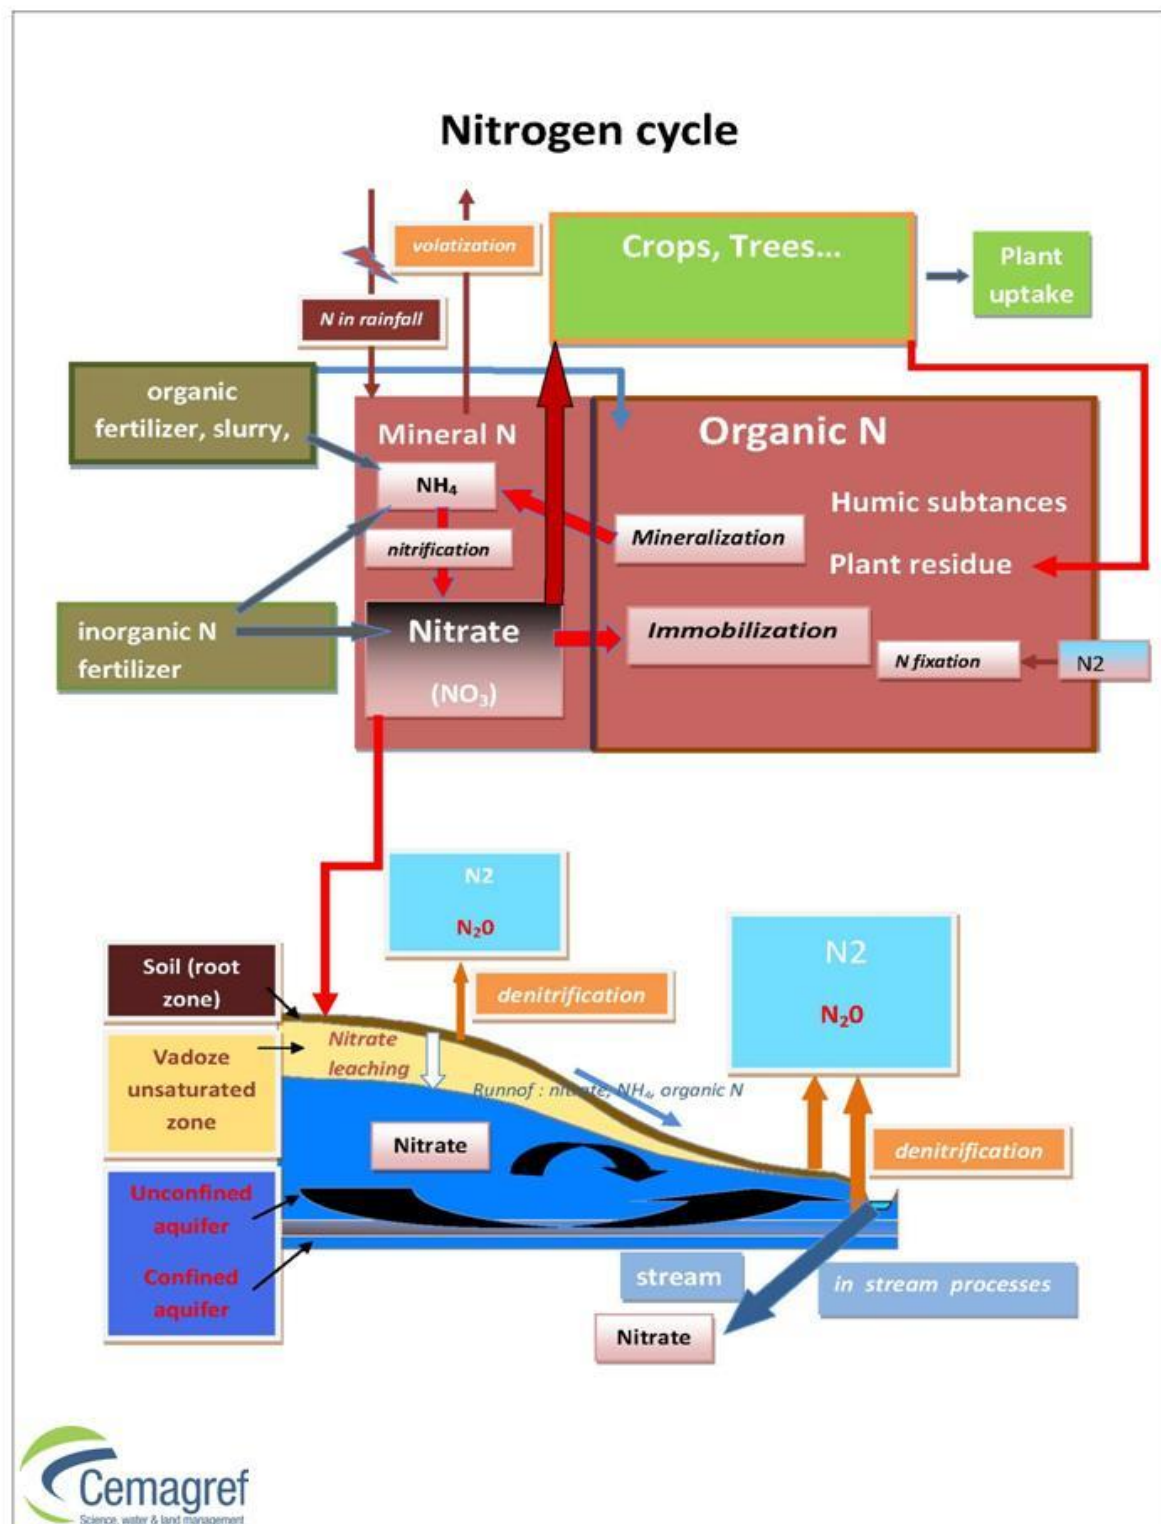 Nitrogen cycle
volatization
Crops, Trees...
Plant
uptake
N in rainfall
organic
fertilizer, slurry,
Mineral N
Organic N
NH₄
Humic subtances
nitrification
Mineralization
Plant residue
inorganic N
fertilizer
Nitrate
(NO₃)
Immobilization
N fixation
N2
N2
N₂0
N2
N₂0
Soil (root
zone)
denitrification
Vadoze
unsaturated
zone
Nitrate
leaching
Runnof : nitrate, NH₄, organic N
Nitrate
denitrification
Unconfined
aquifer
Confined
aquifer
stream
in stream processes
Nitrate
Cemagref
Science, water & land management